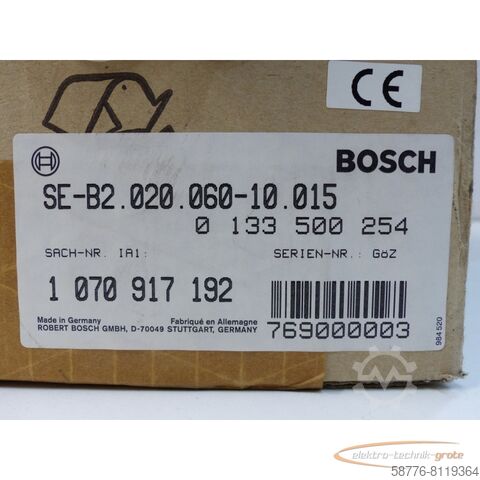 CE
BOSCH
SE-B2.020.060-10.015
0 133 500 254
SACH-NR. IA1:
SERIEN-NR.: GöZ
1 070 917 192
769000003
Made in Germany
Fabriqué en Allemagne
ROBERT BOSCH GMBH, D-70049 STUTTGART, GERMANY
984 520
elektro-technik-grote
58776-8119364